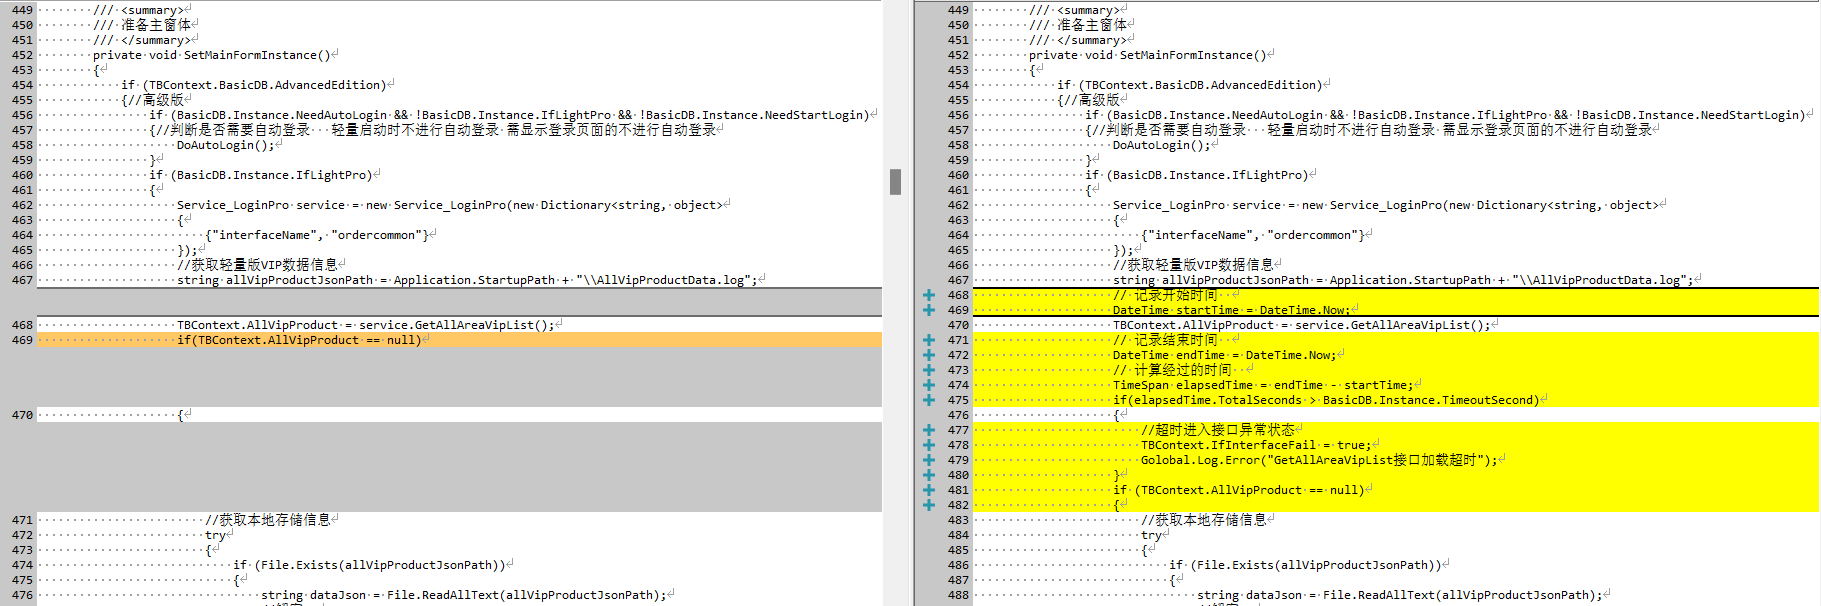 449 /// <summary>
450 /// 准备主窗体
451 /// </summary>
452 private void SetMainFormInstance()
453 {
454 if (TBContext.BasicDB.AdvancedEdition)
455 {//高级版
456 if (BasicDB.Instance.NeedAutoLogin && !BasicDB.Instance.IfLightPro && !BasicDB.Instance.NeedStartLogin)
457 {//判断是否需要自动登录 轻量启动时不进行自动登录 需显示登录页面的不进行自动登录
458 DoAutoLogin();
459 }
460 if (BasicDB.Instance.IfLightPro)
461 {
462 Service_LoginPro service = new Service_LoginPro(new Dictionary<string, object>
463 {
464 {"interfaceName", "ordercommon"}
465 });
466 //获取轻量版VIP数据信息
467 string allVipProductJsonPath = Application.StartupPath + "\\AllVipProductData.log";
468 TBContext.AllVipProduct = service.GetAllAreaVipList();
469 if(TBContext.AllVipProduct == null)
470 {
471 //获取本地存储信息
472 try
473 {
474 if (File.Exists(allVipProductJsonPath))
475 {
476 string dataJson = File.ReadAllText(allVipProductJsonPath);
449 /// <summary>
450 /// 准备主窗体
451 /// </summary>
452 private void SetMainFormInstance()
453 {
454 if (TBContext.BasicDB.AdvancedEdition)
455 {//高级版
456 if (BasicDB.Instance.NeedAutoLogin && !BasicDB.Instance.IfLightPro && !BasicDB.Instance.NeedStartLogin)
457 {//判断是否需要自动登录 轻量启动时不进行自动登录 需显示登录页面的不进行自动登录
458 DoAutoLogin();
459 }
460 if (BasicDB.Instance.IfLightPro)
461 {
462 Service_LoginPro service = new Service_LoginPro(new Dictionary<string, object>
463 {
464 {"interfaceName", "ordercommon"}
465 });
466 //获取轻量版VIP数据信息
467 string allVipProductJsonPath = Application.StartupPath + "\\AllVipProductData.log";
468 // 记录开始时间
469 DateTime startTime = DateTime.Now;
470 TBContext.AllVipProduct = service.GetAllAreaVipList();
471 // 记录结束时间
472 DateTime endTime = DateTime.Now;
473 // 计算经过的时间
474 TimeSpan elapsedTime = endTime - startTime;
475 if(elapsedTime.TotalSeconds > BasicDB.Instance.TimeoutSecond)
476 {
477 //超时进入接口异常状态
478 TBContext.IfInterfaceFail = true;
479 Golobal.Log.Error("GetAllAreaVipList接口加载超时");
480 }
481 if (TBContext.AllVipProduct == null)
482 {
483 //获取本地存储信息
484 try
485 {
486 if (File.Exists(allVipProductJsonPath))
487 {
488 string dataJson = File.ReadAllText(allVipProductJsonPath);